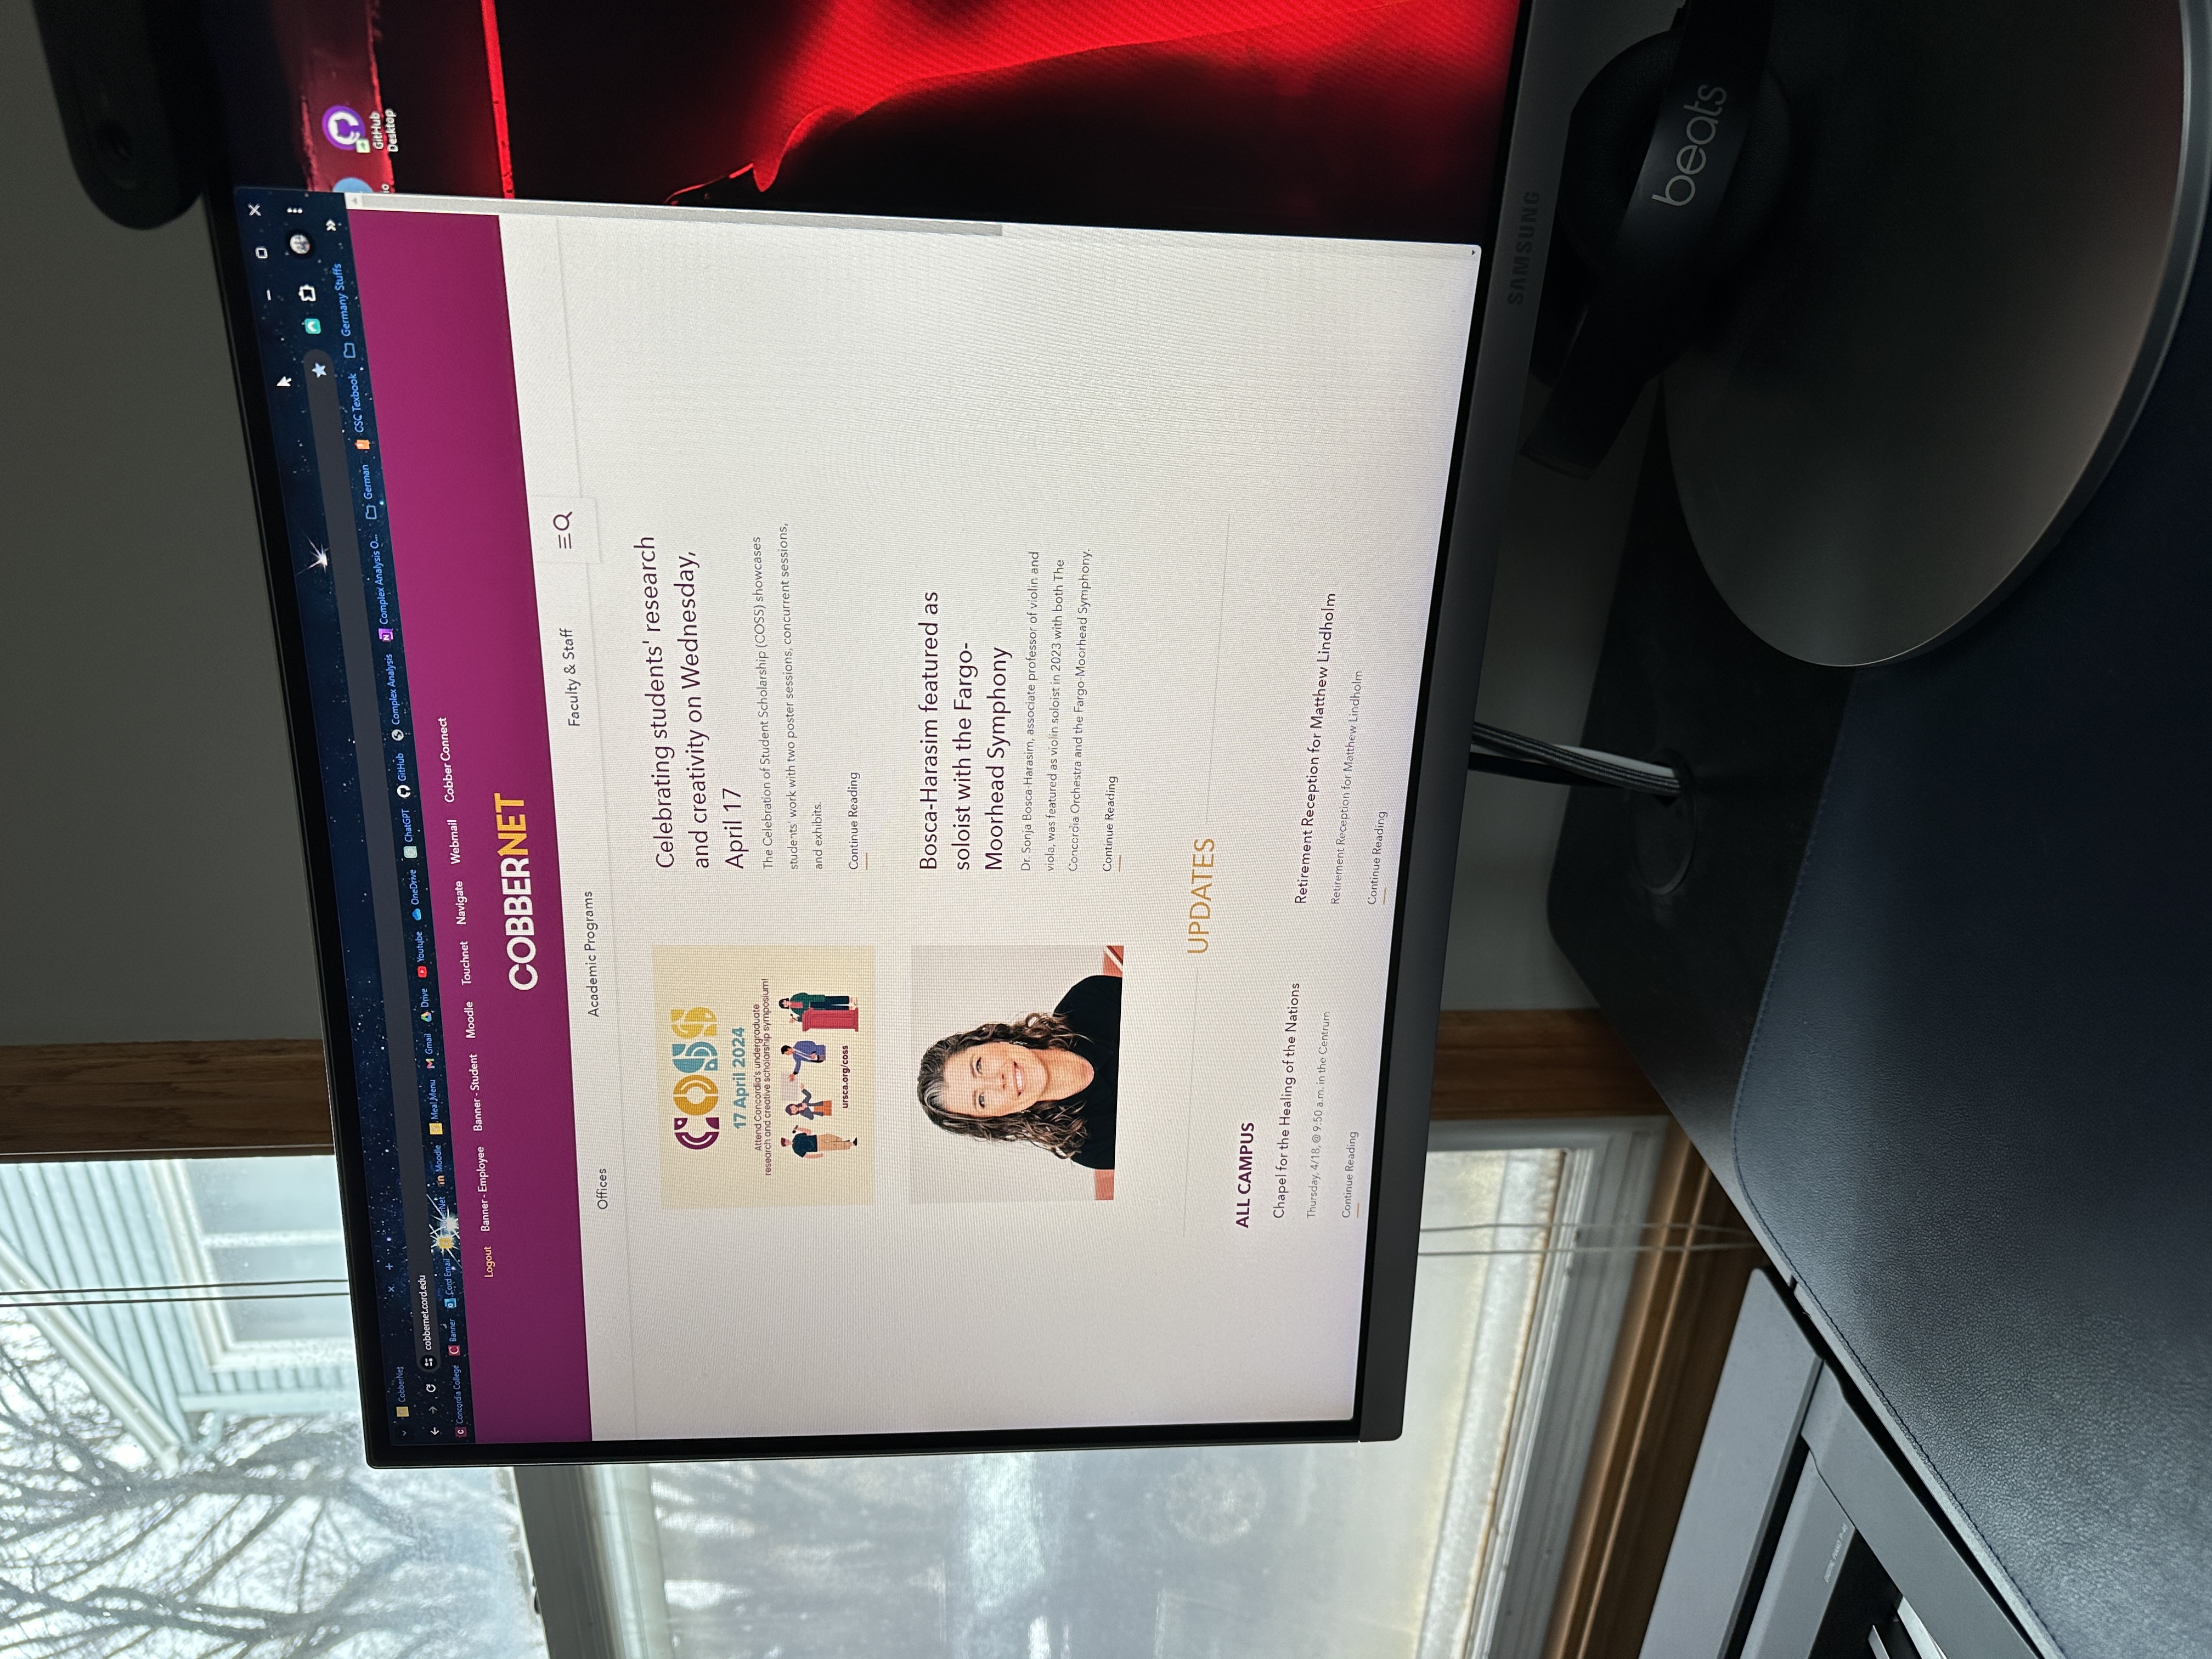 CobberNet
cobbernet.cord.edu
Concordia College Banner Cord Email Moodle Meal Menu Gmail Drive Youtube OneDrive ChatGPT GitHub Complex Analysis Complex Analysis O... German CSC Texbook Germany Stuffs
GitHub
Desktop
Logout Banner - Employee Banner - Student Moodle Touchnet Navigate Webmail Cobber Connect
COBBERNET
Offices Academic Programs Faculty & Staff
COSS
17 April 2024
Attend Concordia's undergraduate
research and creative scholarship symposium!
ursca.org/coss
Celebrating students' research
and creativity on Wednesday,
April 17
The Celebration of Student Scholarship (COSS) showcases
students' work with two poster sessions, concurrent sessions,
and exhibits.
Continue Reading
Bosca-Harasim featured as
soloist with the Fargo-
Moorhead Symphony
Dr. Sonja Bosca-Harasim, associate professor of violin and
viola, was featured as violin soloist in 2023 with both The
Concordia Orchestra and the Fargo-Moorhead Symphony.
Continue Reading
UPDATES
ALL CAMPUS
Chapel for the Healing of the Nations
Thursday, 4/18, @ 9:50 a.m. in the Centrum
Continue Reading
Retirement Reception for Matthew Lindholm
Retirement Reception for Matthew Lindholm
Continue Reading
SAMSUNG
beats
DIGITAL PIANO P-45